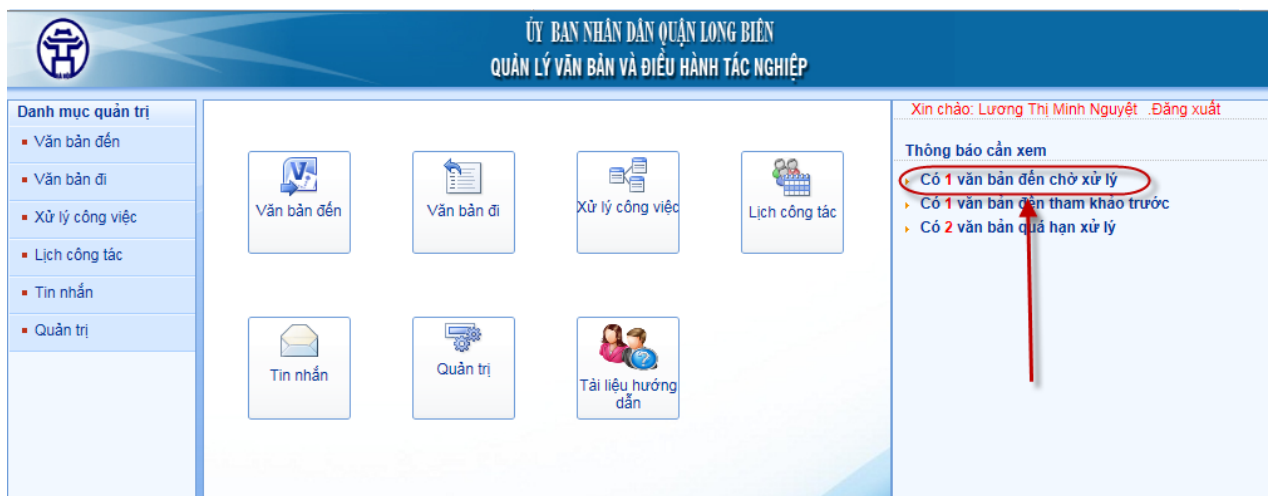 ỦY BAN NHÂN DÂN QUẬN LONG BIÊN
QUẢN LÝ VĂN BẢN VÀ ĐIỀU HÀNH TÁC NGHIỆP
HÀ NỘI
Danh mục quản trị
Văn bản đến
Văn bản đi
Xử lý công việc
Lịch công tác
Tin nhắn
Quản trị
Văn bản đến
Văn bản đi
Xử lý công việc
Lịch công tác
Tin nhắn
Quản trị
Tài liệu hướng
dẫn
Xin chào: Lương Thị Minh Nguyệt .Đăng xuất
Thông báo cần xem
Có 1 văn bản đến chờ xử lý
Có 1 văn bản đến tham khảo trước
Có 2 văn bản quá hạn xử lý